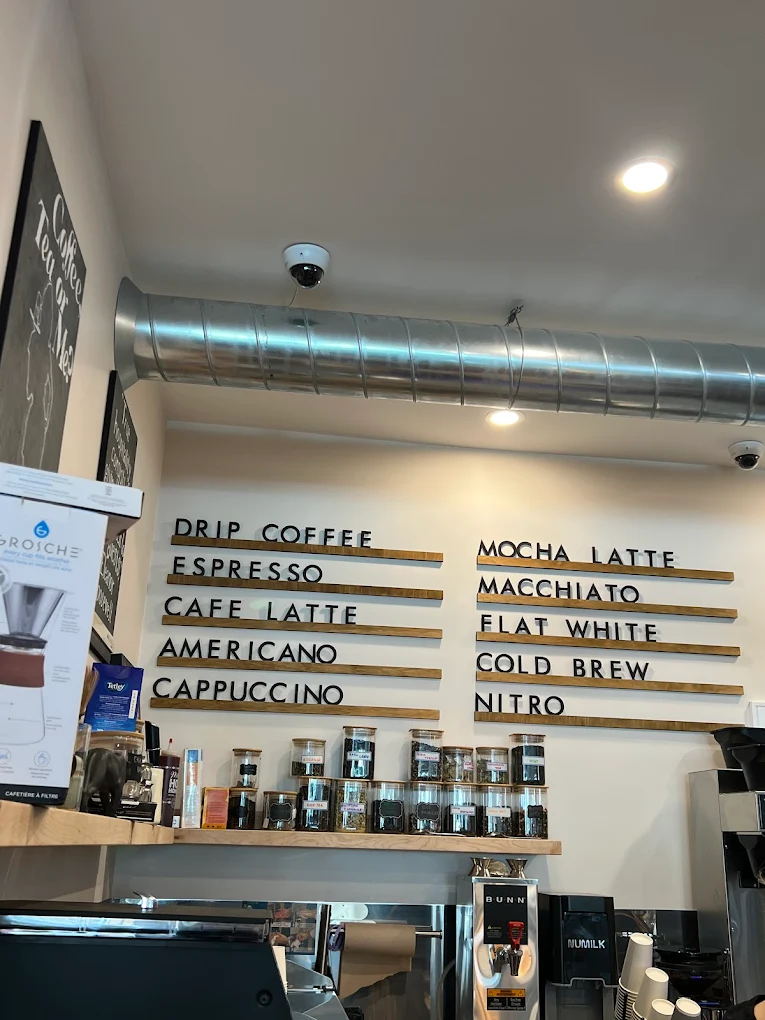 Coffee,
Tea or
Me?
GROSCHE
CAFETIÈRE À FILTRE
Tetley
DRIP COFFEE
ESPRESSO
CAFE LATTE
AMERICANO
CAPPUCCINO
MOCHA LATTE
MACCHIATO
FLAT WHITE
COLD BREW
NITRO
BUNN
NUMILK